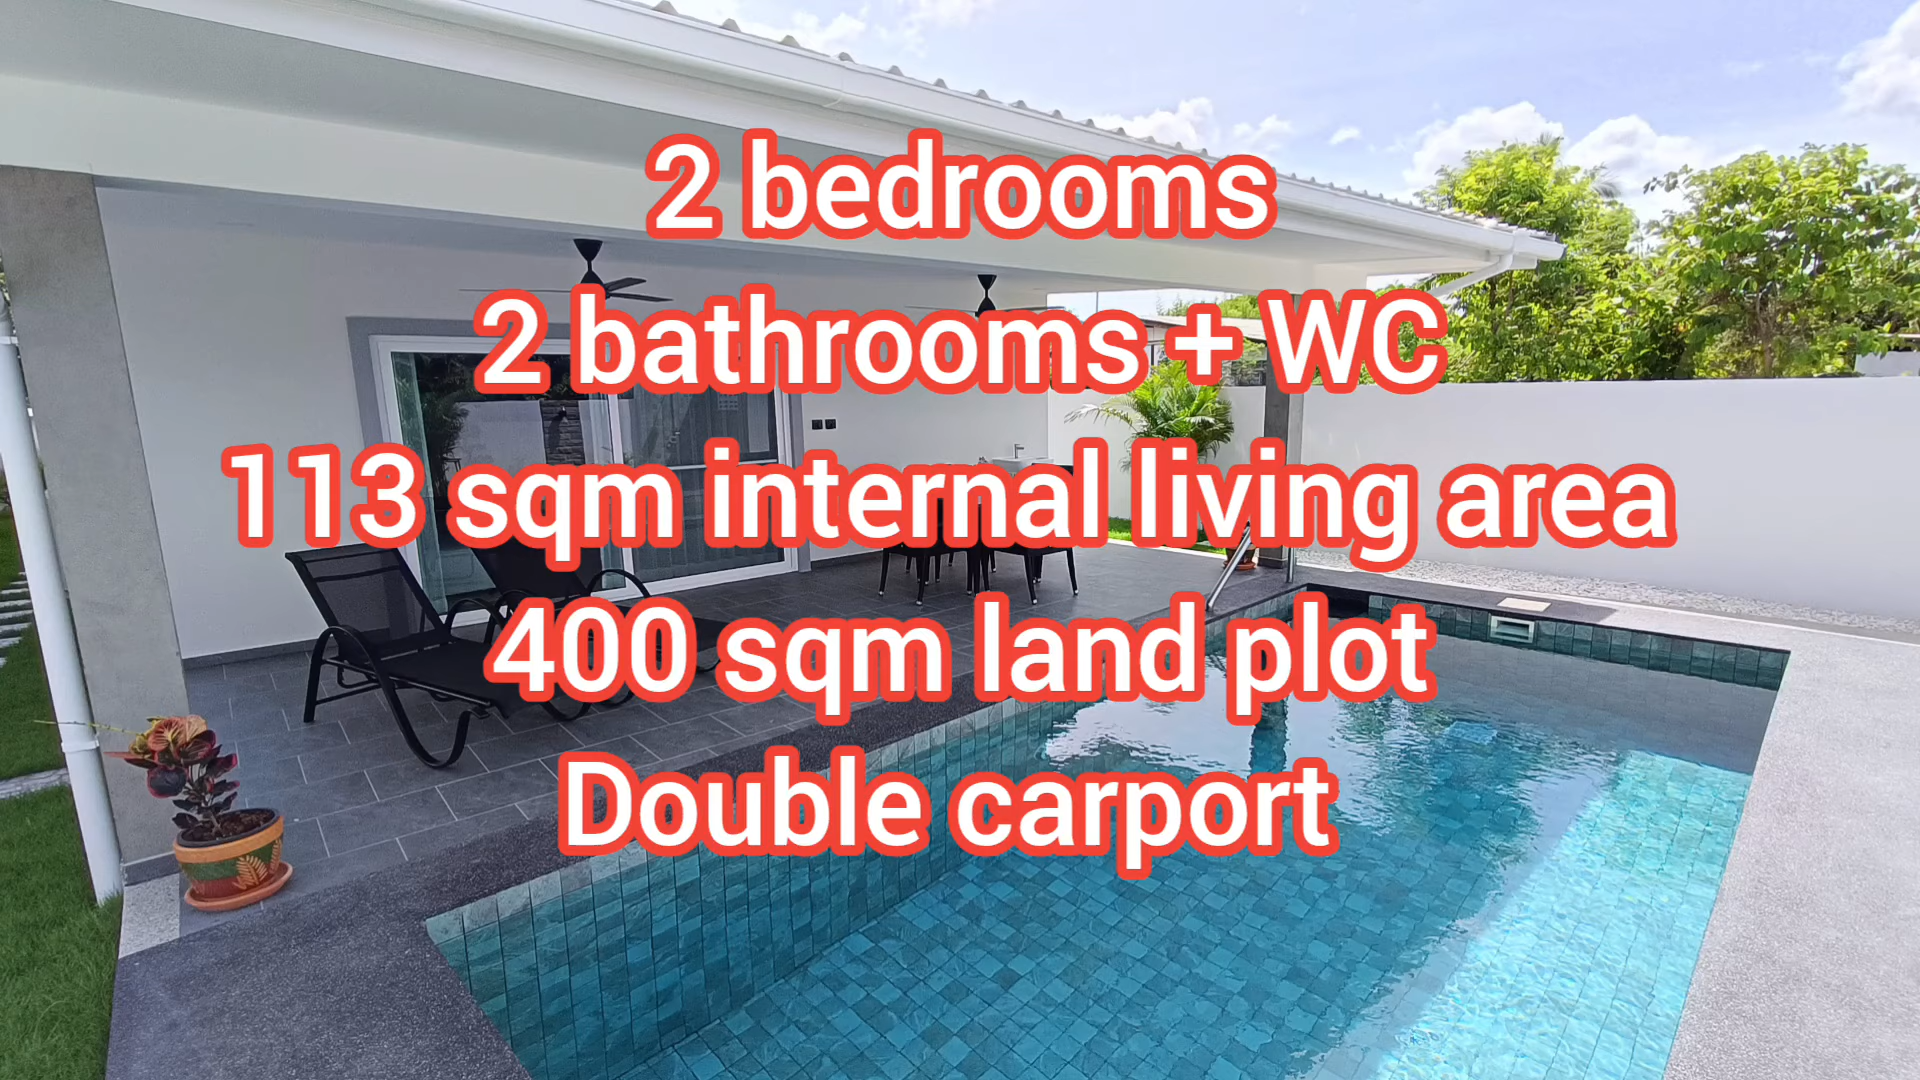 2 bedrooms
2 bathrooms + WC
113 sqm internal living area
400 sqm land plot
Double carport